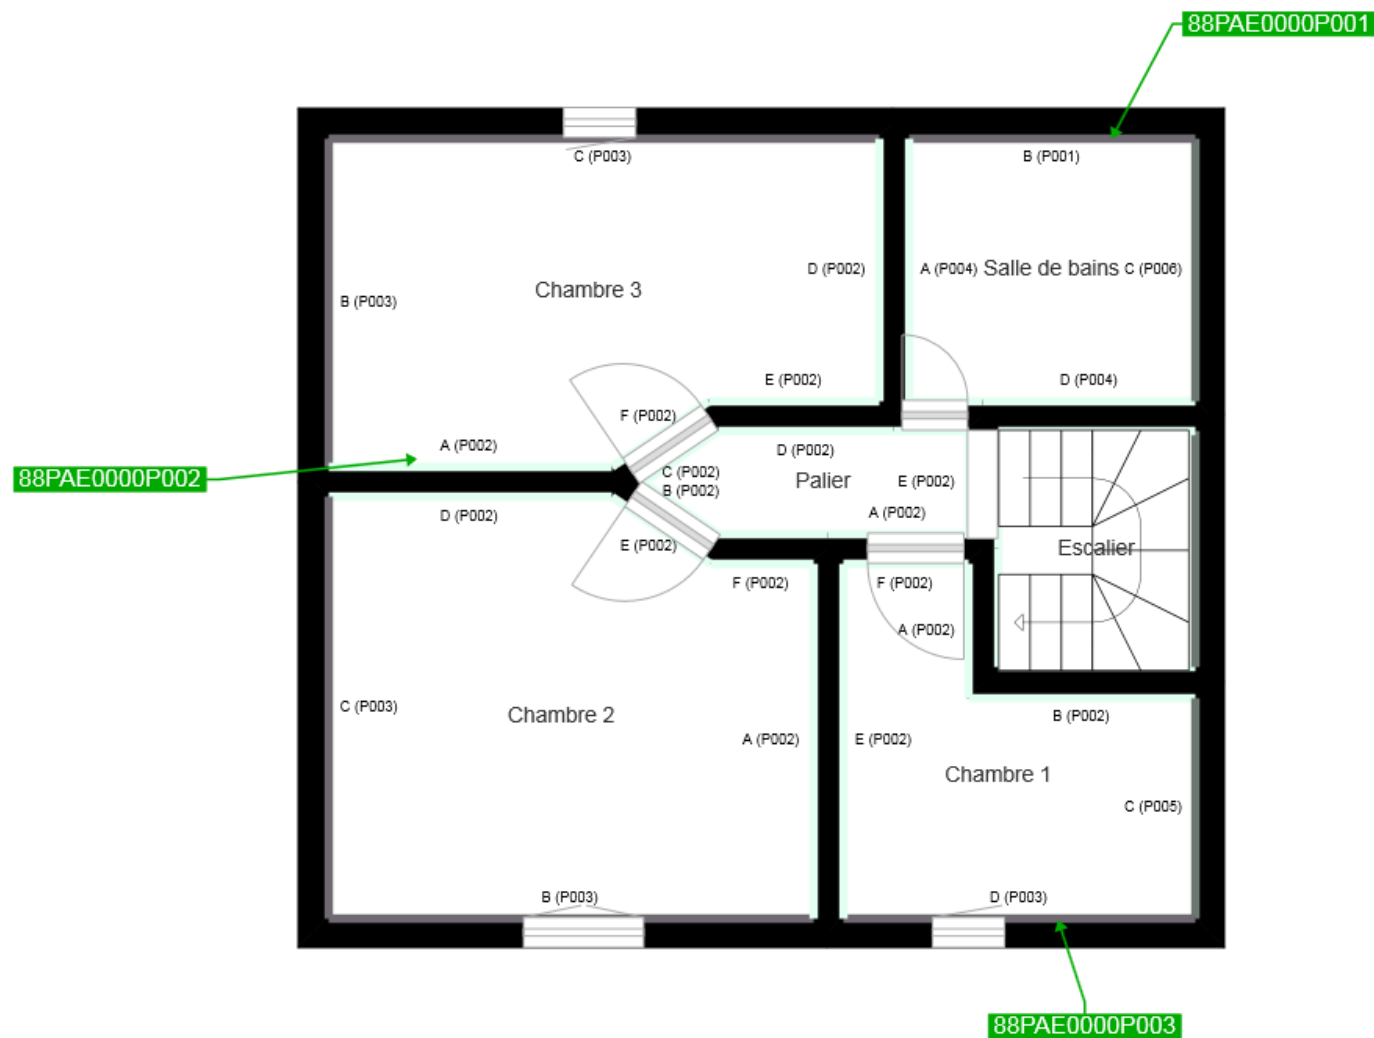 88PAE0000P001
C (P003)
B (P001)
D (P002)
A (P004)
Salle de bains
C (P006)
Chambre 3
B (P003)
E (P002)
D (P004)
F (P002)
A (P002)
88PAE0000P002
D (P002)
C (P002)
B (P002)
Palier
E (P002)
D (P002)
A (P002)
E (P002)
Escalier
F (P002)
F (P002)
A (P002)
C (P003)
Chambre 2
B (P002)
A (P002)
E (P002)
Chambre 1
C (P005)
B (P003)
D (P003)
88PAE0000P003